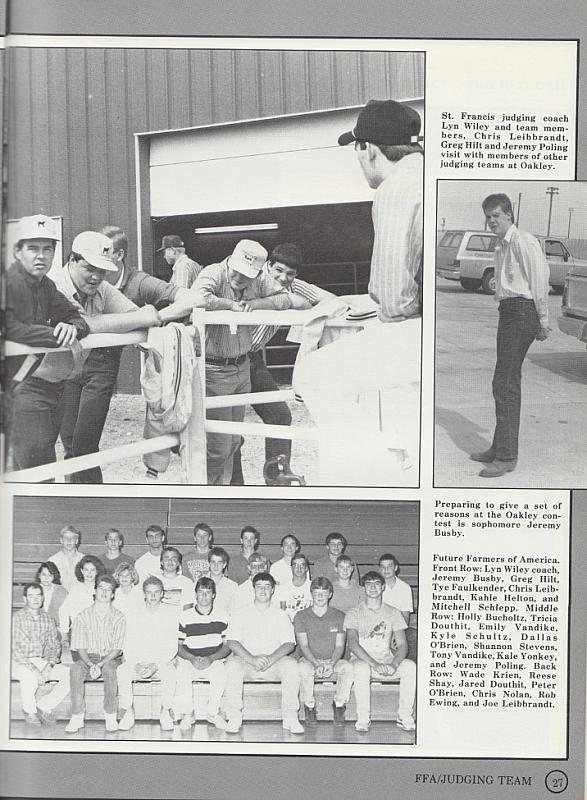 St. Francis judging coach
Lyn Wiley and team mem-
bers, Chris Leibbrandt,
Greg Hilt and Jeremy Poling
visit with members of other
judging teams at Oakley.
Preparing to give a set of
reasons at the Oakley con-
test is sophomore Jeremy
Busby.
Future Farmers of America.
Front Row: Lyn Wiley coach,
Jeremy Busby, Greg Hilt,
Tye Faulkender, Chris Leib-
brandt, Kahle Helton, and
Mitchell Schlepp. Middle
Row: Holly Bucholtz, Tricia
Douthit, Emily Vandike,
Kyle Schultz, Dallas
O'Brien, Shannon Stevens,
Tony Vandike, Kale Yonkey,
and Jeremy Poling. Back
Row: Wade Krien, Reese
Shay, Jared Douthit, Peter
O'Brien, Chris Nolan, Rob
Ewing, and Joe Leibbrandt.
FFA/JUDGING TEAM 27